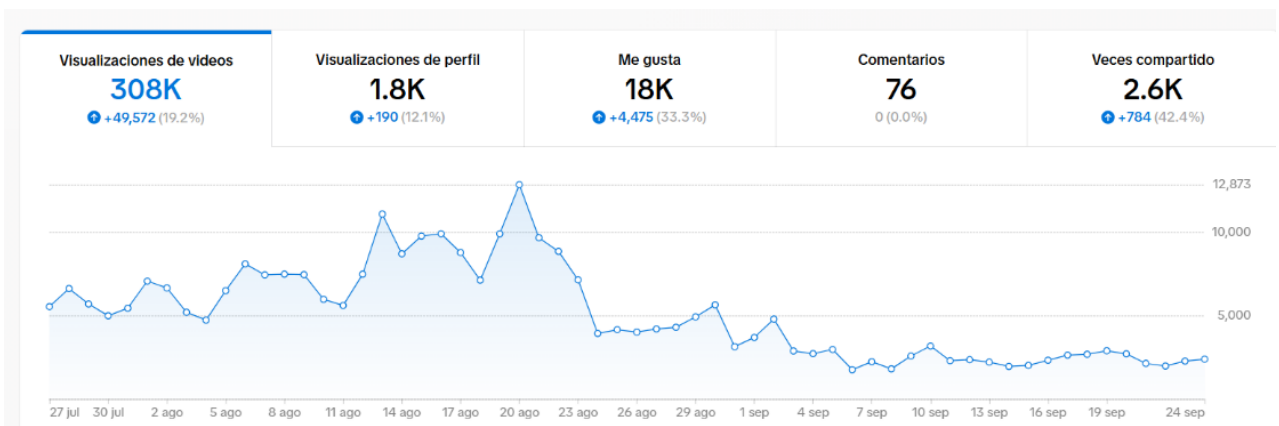 Visualizaciones de videos
308K
+49,572 (19.2%)
Visualizaciones de perfil
1.8K
+190 (12.1%)
Me gusta
18K
+4,475 (33.3%)
Comentarios
76
0 (0.0%)
Veces compartido
2.6K
+784 (42.4%)
12,873
10,000
5,000
27 jul 30 jul 2 ago 5 ago 8 ago 11 ago 14 ago 17 ago 20 ago 23 ago 26 ago 29 ago 1 sep 4 sep 7 sep 10 sep 13 sep 16 sep 19 sep 24 sep